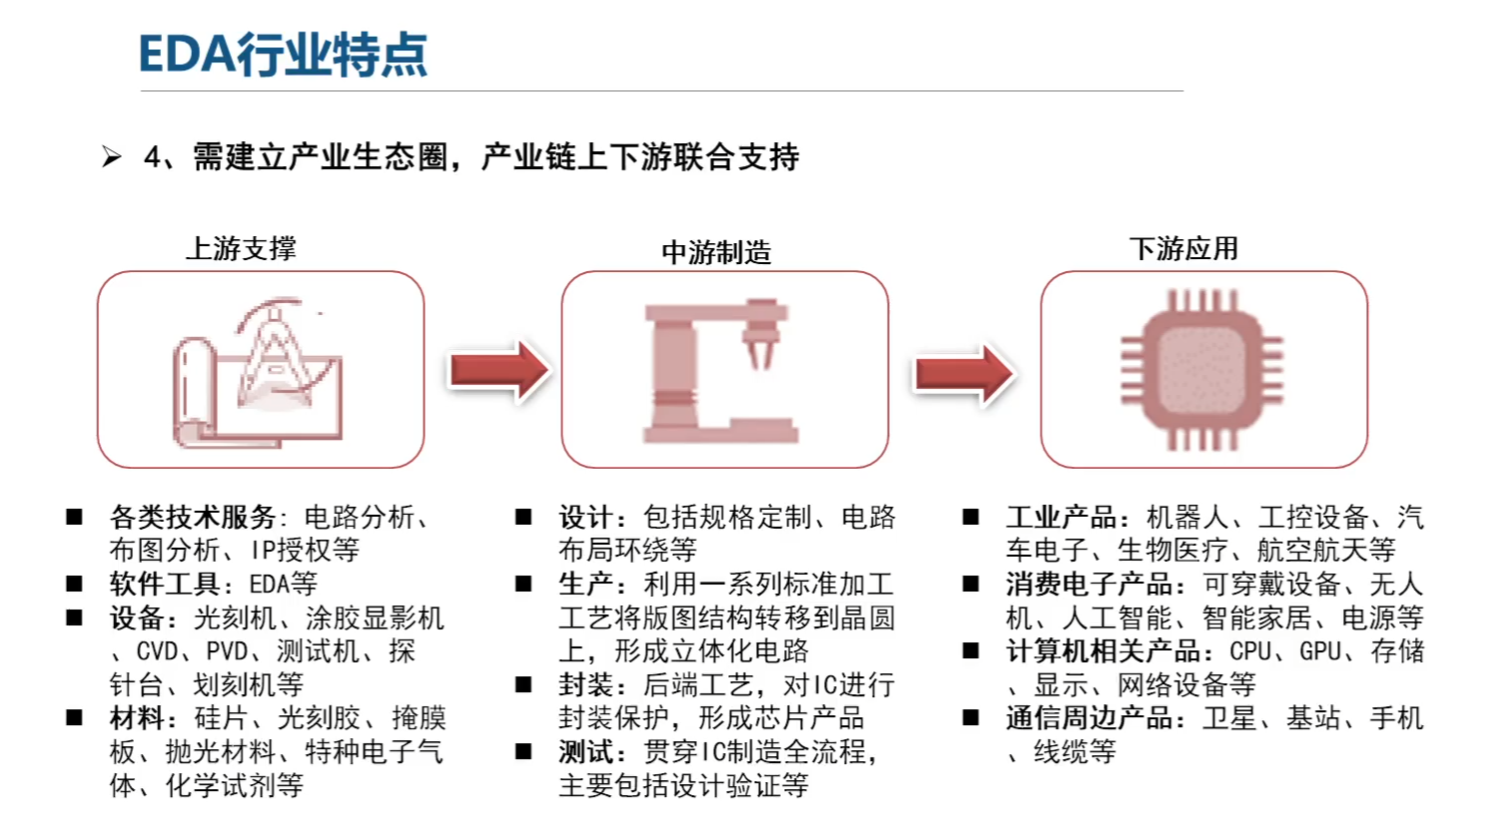 EDA行业特点
4、需建立产业生态圈，产业链上下游联合支持
上游支撑
■ 各类技术服务：电路分析、
布图分析、IP授权等
■ 软件工具：EDA等
■ 设备：光刻机、涂胶显影机
、CVD、PVD、测试机、探
针台、划刻机等
■ 材料：硅片、光刻胶、掩膜
板、抛光材料、特种电子气
体、化学试剂等
中游制造
■ 设计：包括规格定制、电路
布局环绕等
■ 生产：利用一系列标准加工
工艺将版图结构转移到晶圆
上，形成立体化电路
■ 封装：后端工艺，对IC进行
封装保护，形成芯片产品
■ 测试：贯穿IC制造全流程，
主要包括设计验证等
下游应用
■ 工业产品：机器人、工控设备、汽
车电子、生物医疗、航空航天等
■ 消费电子产品：可穿戴设备、无人
机、人工智能、智能家居、电源等
■ 计算机相关产品：CPU、GPU、存储
、显示、网络设备等
■ 通信周边产品：卫星、基站、手机
、线缆等